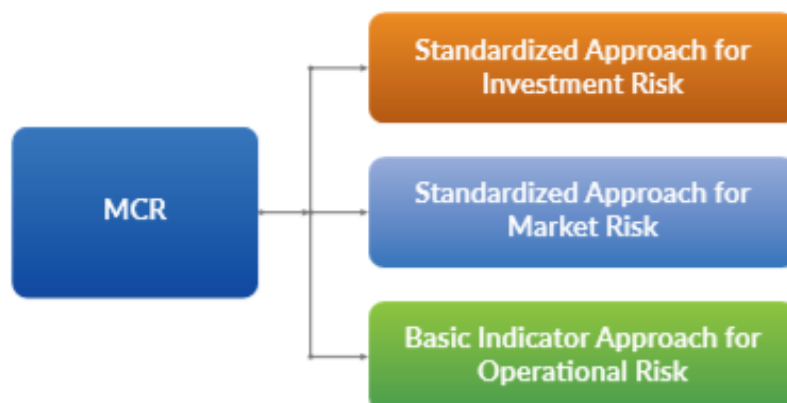 MCR
Standardized Approach for
Investment Risk
Standardized Approach for
Market Risk
Basic Indicator Approach for
Operational Risk